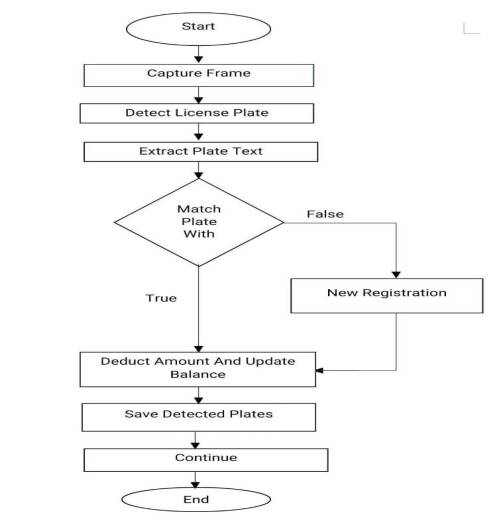 Start
Capture Frame
Detect License Plate
Extract Plate Text
Match
Plate
With
False
New Registration
True
Deduct Amount And Update
Balance
Save Detected Plates
Continue
End